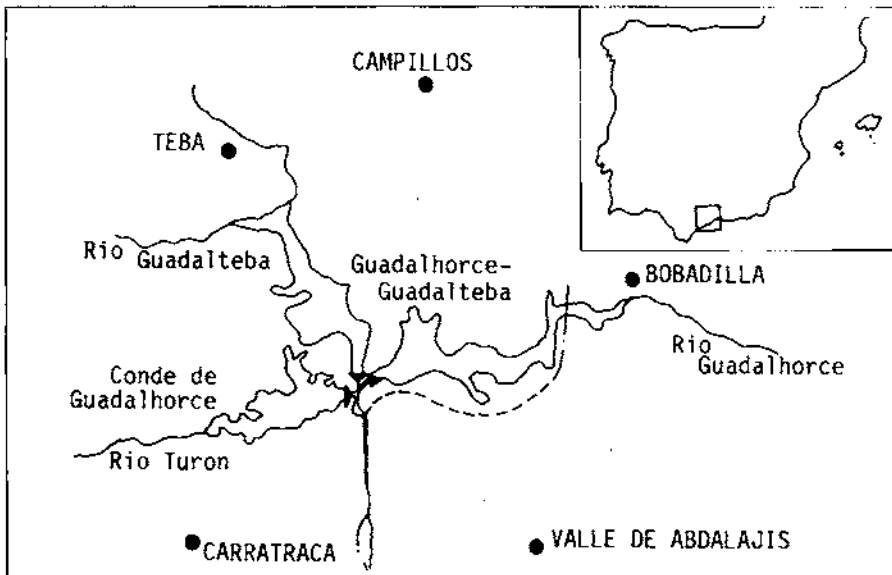 CAMPILLOS
TEBA
Rio Guadalteba
Guadalhorce-
Guadalteba
BOBADILLA
Rio
Guadalhorce
Conde de
Guadalhorce
Rio Turon
CARRATRACA
VALLE DE ABDALAJIS